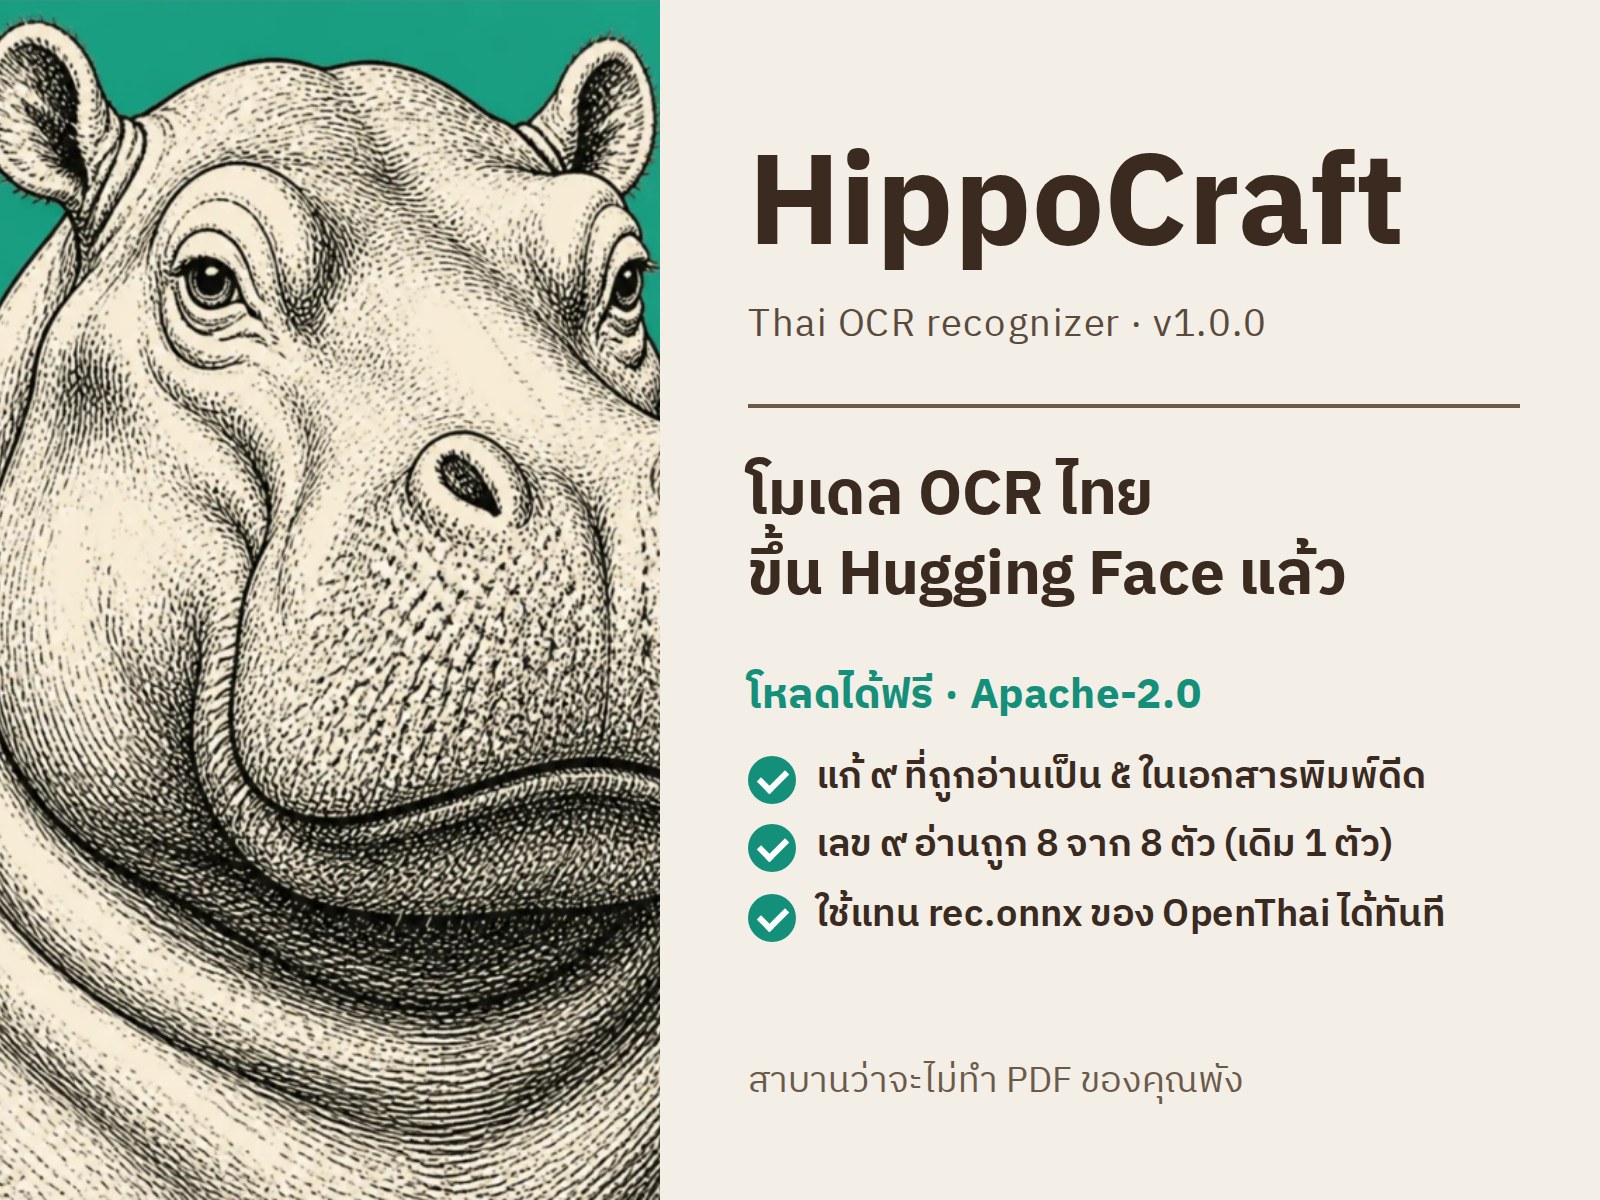 HippoCraft
Thai OCR recognizer · v1.0.0
โมเดล OCR ไทย
ขึ้น Hugging Face แล้ว
โหลดได้ฟรี · Apache-2.0
แก้ ๙ ที่ถูกอ่านเป็น ๕ ในเอกสารพิมพ์ดีด
เลข ๙ อ่านถูก 8 จาก 8 ตัว (เดิม 1 ตัว)
ใช้แทน rec.onnx ของ OpenThai ได้ทันที
สาบานว่าจะไม่ทำ PDF ของคุณพัง